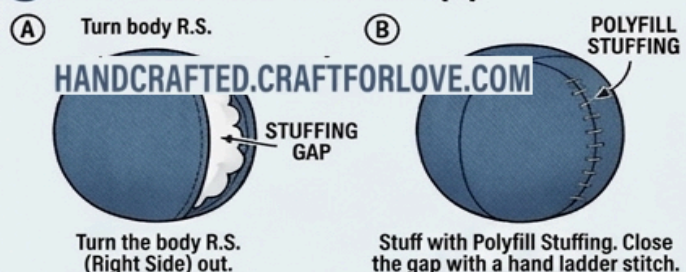 A
Turn body R.S.
B
POLYFILL
STUFFING
HANDCRAFTED.CRAFTFORLOVE.COM
STUFFING
GAP
Turn the body R.S.
(Right Side) out.
Stuff with Polyfill Stuffing. Close
the gap with a hand ladder stitch.